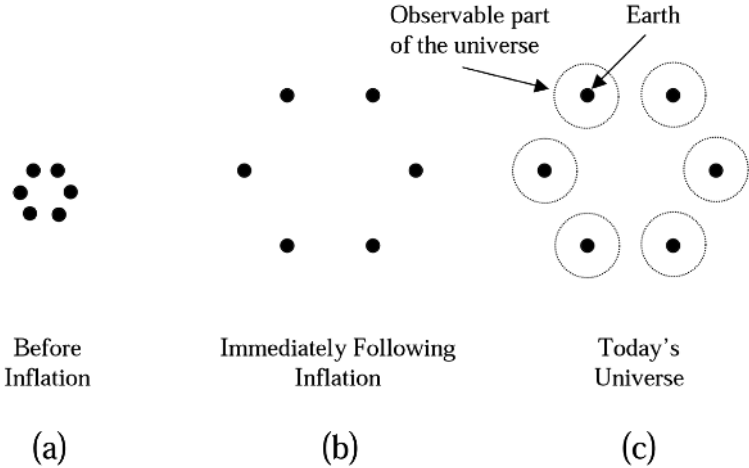 Observable part
of the universe
Earth
Before
Inflation
Immediately Following
Inflation
Today's
Universe
(a)
(b)
(c)